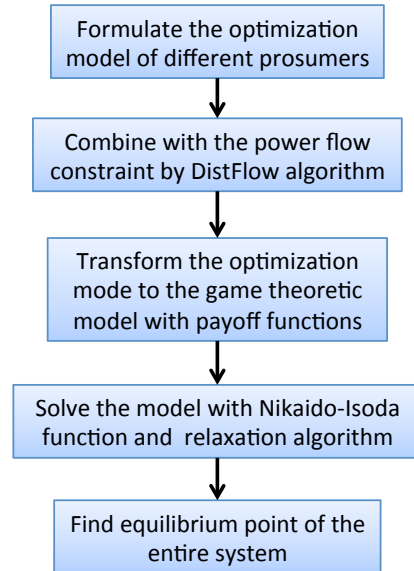 Formulate the optimization
model of different prosumers
Combine with the power flow
constraint by DistFlow algorithm
Transform the optimization
mode to the game theoretic
model with payoff functions
Solve the model with Nikaido-Isoda
function and relaxation algorithm
Find equilibrium point of the
entire system